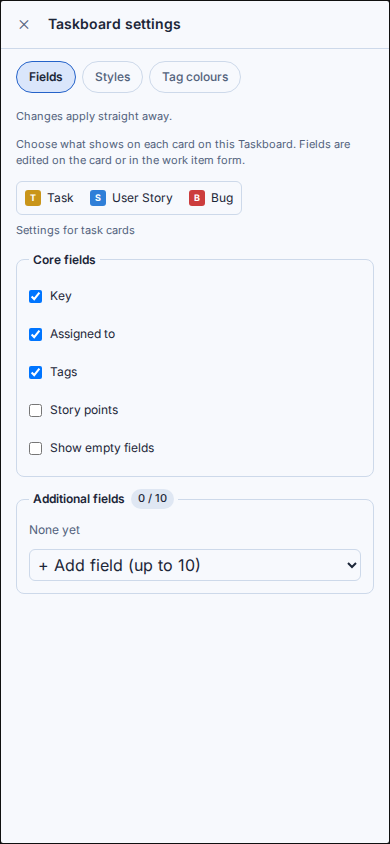 Taskboard settings
Fields
Styles
Tag colours
Changes apply straight away.
Choose what shows on each card on this Taskboard. Fields are
edited on the card or in the work item form.
T Task
S User Story
B Bug
Settings for task cards
Core fields
Key
Assigned to
Tags
Story points
Show empty fields
Additional fields 0 / 10
None yet
+ Add field (up to 10)